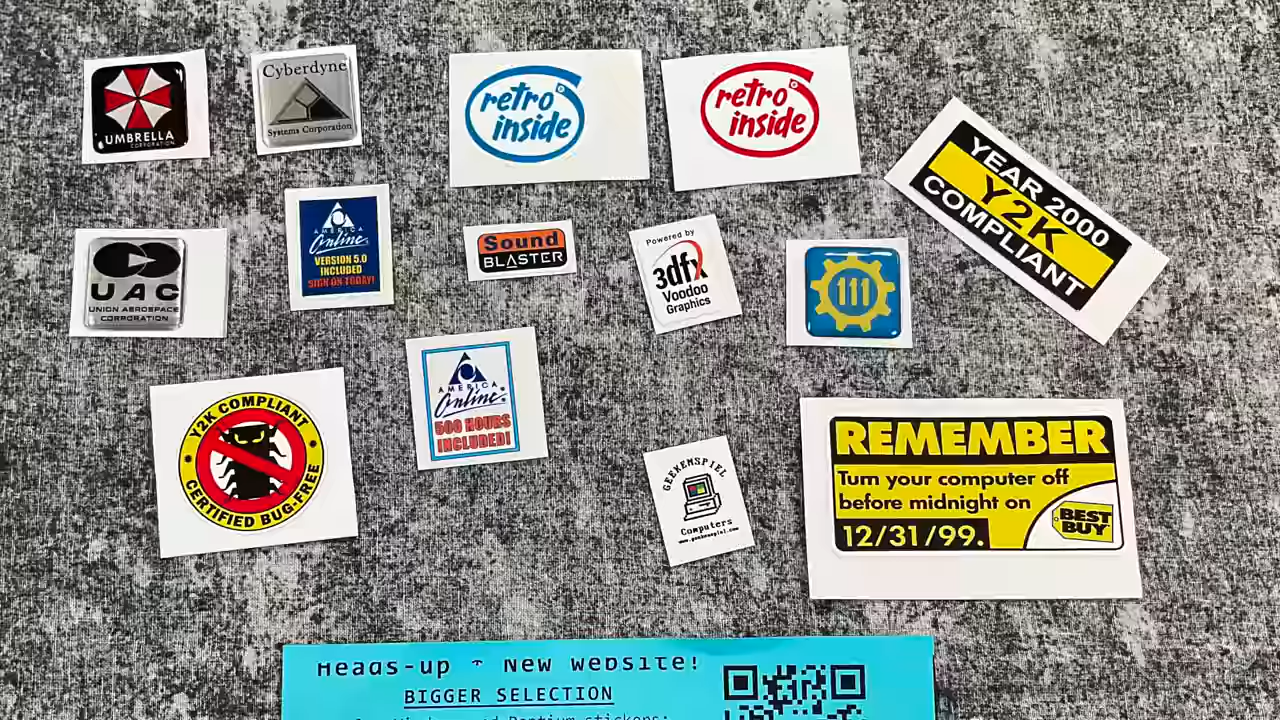 UMBRELLA
CORPORATION
Cyberdyne
Systems Corporation
retro
inside
retro
inside
YEAR 2000
Y2K
COMPLIANT
UAC
UNION AEROSPACE
CORPORATION
AMERICA
Online
VERSION 5.0
INCLUDED
SIGN ON TODAY!
Sound
BLASTER
Powered by
3dfx
Voodoo
Graphics
111
Y2K COMPLIANT
CERTIFIED BUG-FREE
AMERICA
Online
500 HOURS
INCLUDED!
GEEKENSPIEL
Computers
www.geekenspiel.com
REMEMBER
Turn your computer off
before midnight on
12/31/99.
BEST
BUY
Heads-up - New website!
BIGGER SELECTION